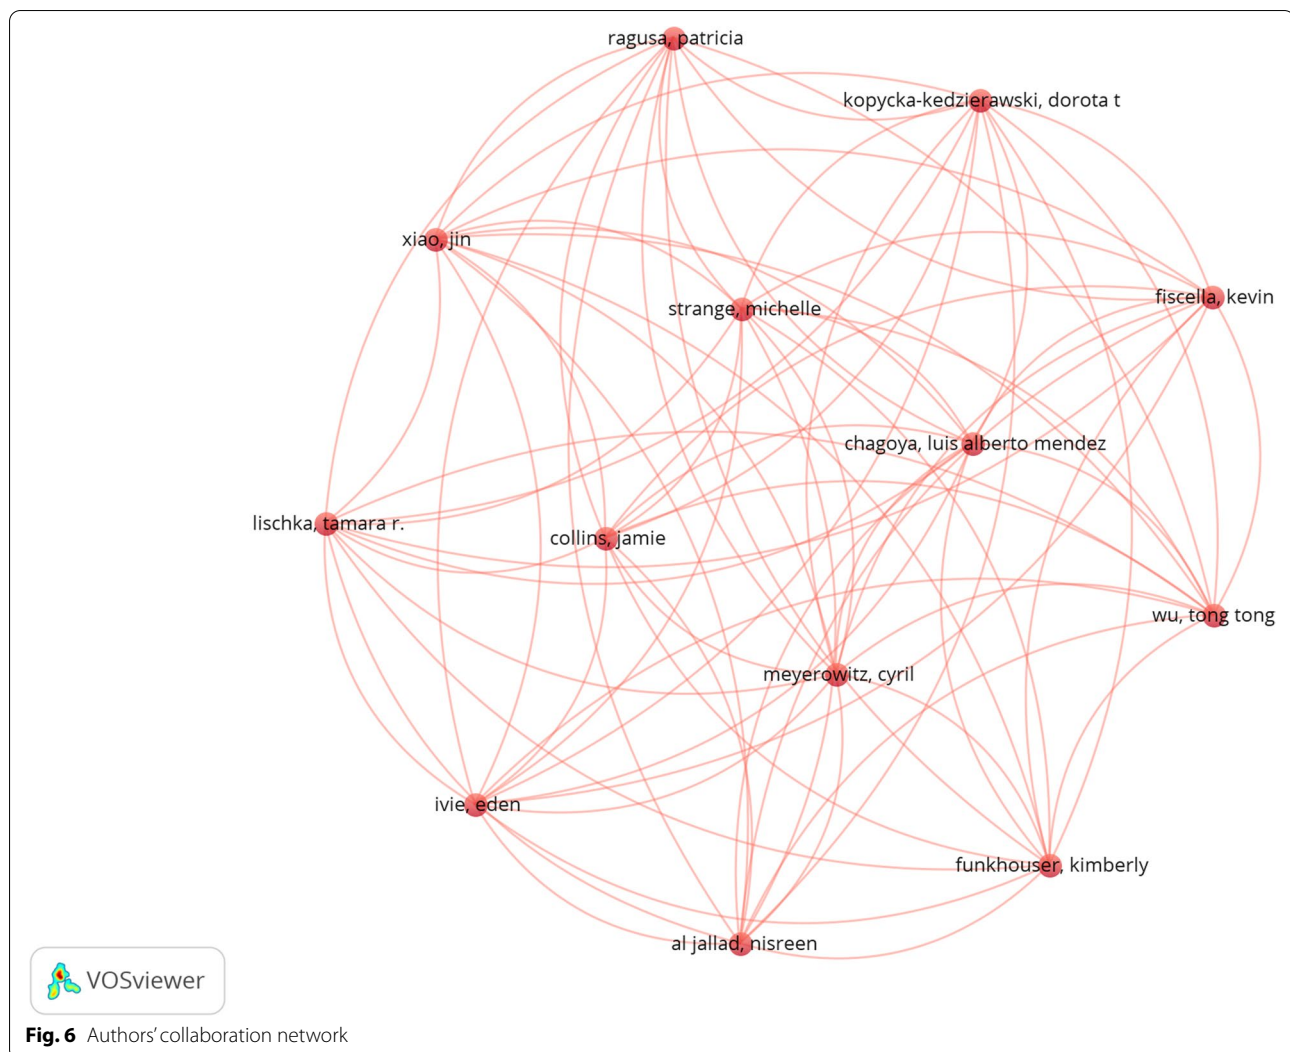 ragusa, patricia
kopycka-kedzierawski, dorota t
xiao, jin
fiscella, kevin
strange, michelle
chagoya, luis alberto mendez
lischka, tamara r.
collins, jamie
wu, tong tong
meyerowitz, cyril
ivie, eden
funkhouser, kimberly
al jallad, nisreen
VOSviewer
Fig. 6 Authors' collaboration network